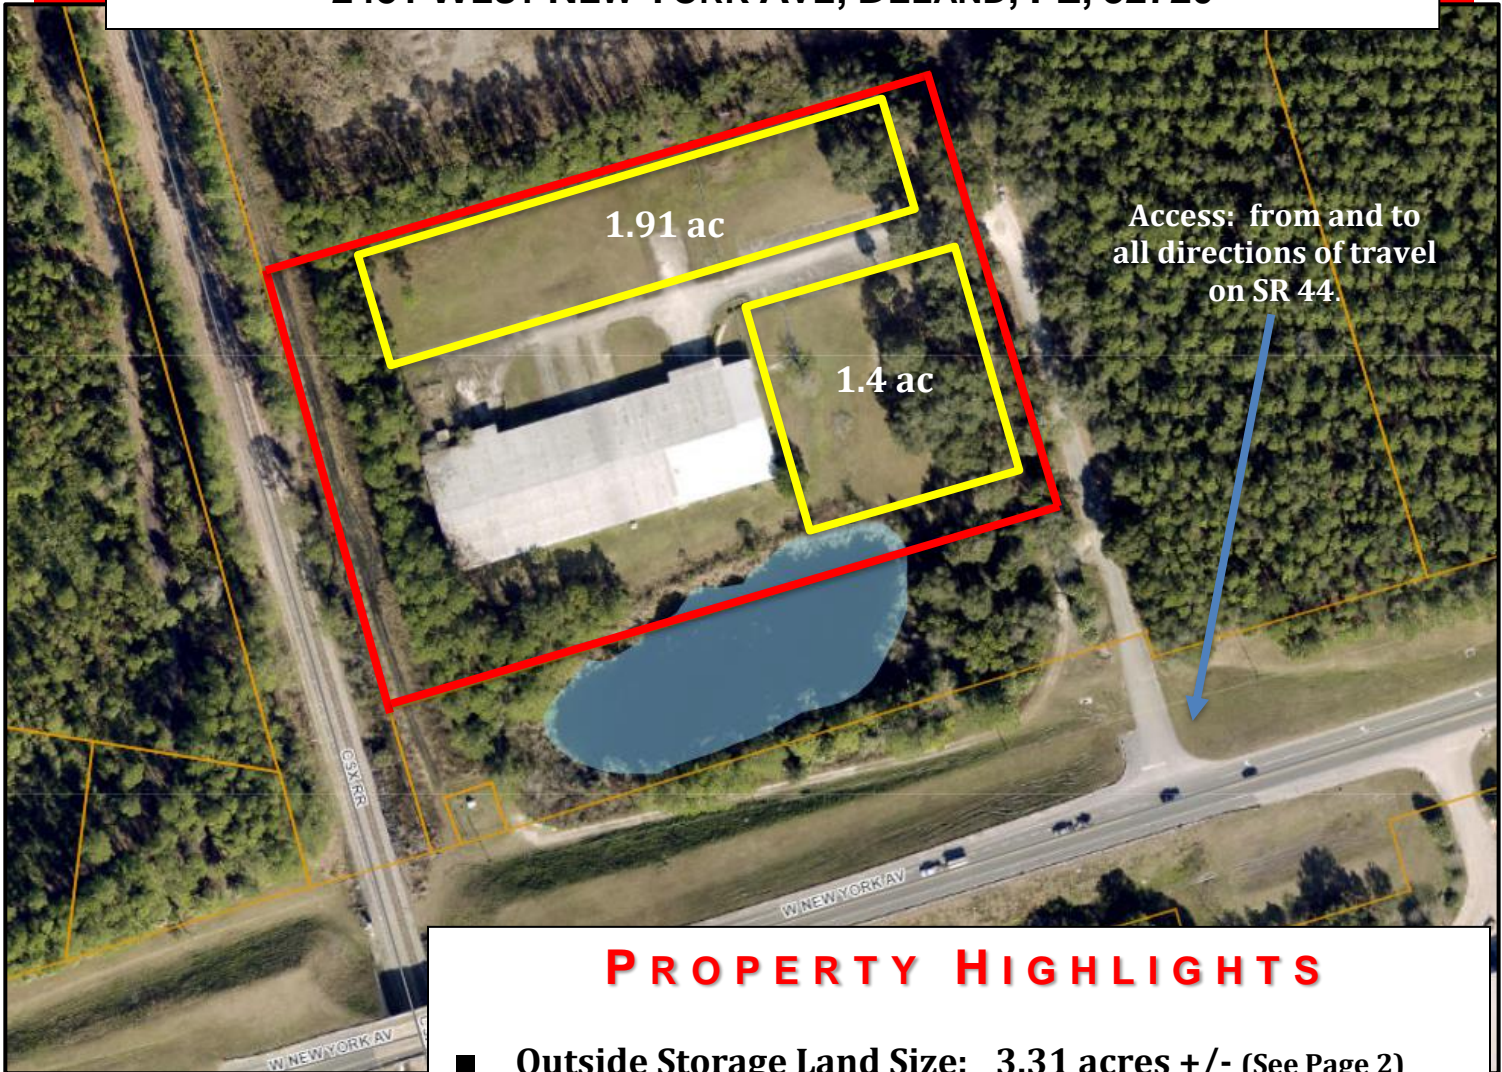 1.91 ac
Access: from and to
all directions of travel
on SR 44.
1.4 ac
CSX RR
W NEW YORK AV
W NEW YORK AV
PROPERTY HIGHLIGHTS
■ Outside Storage Land Size: 3.31 acres +/- (See Page 2)